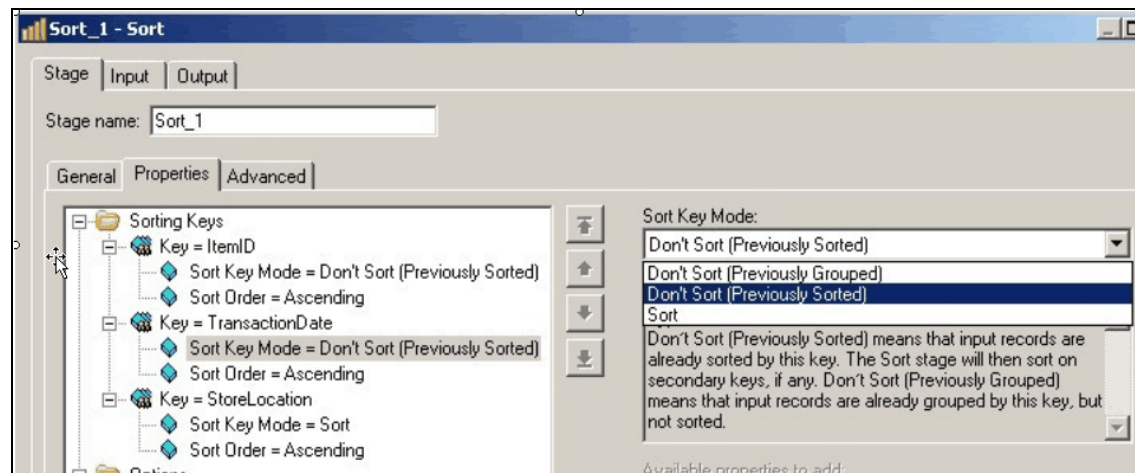 Sort_1 - Sort
Stage
Input
Output
Stage name: Sort_1
General
Properties
Advanced
Sorting Keys
Key = ItemID
Sort Key Mode = Don't Sort (Previously Sorted)
Sort Order = Ascending
Key = TransactionDate
Sort Key Mode = Don't Sort (Previously Sorted)
Sort Order = Ascending
Key = StoreLocation
Sort Key Mode = Sort
Sort Order = Ascending
Options
Sort Key Mode:
Don't Sort (Previously Sorted)
Don't Sort (Previously Grouped)
Don't Sort (Previously Sorted)
Sort
Don't Sort (Previously Sorted) means that input records are
already sorted by this key. The Sort stage will then sort on
secondary keys, if any. Don't Sort (Previously Grouped)
means that input records are already grouped by this key, but
not sorted.
Available properties to add: